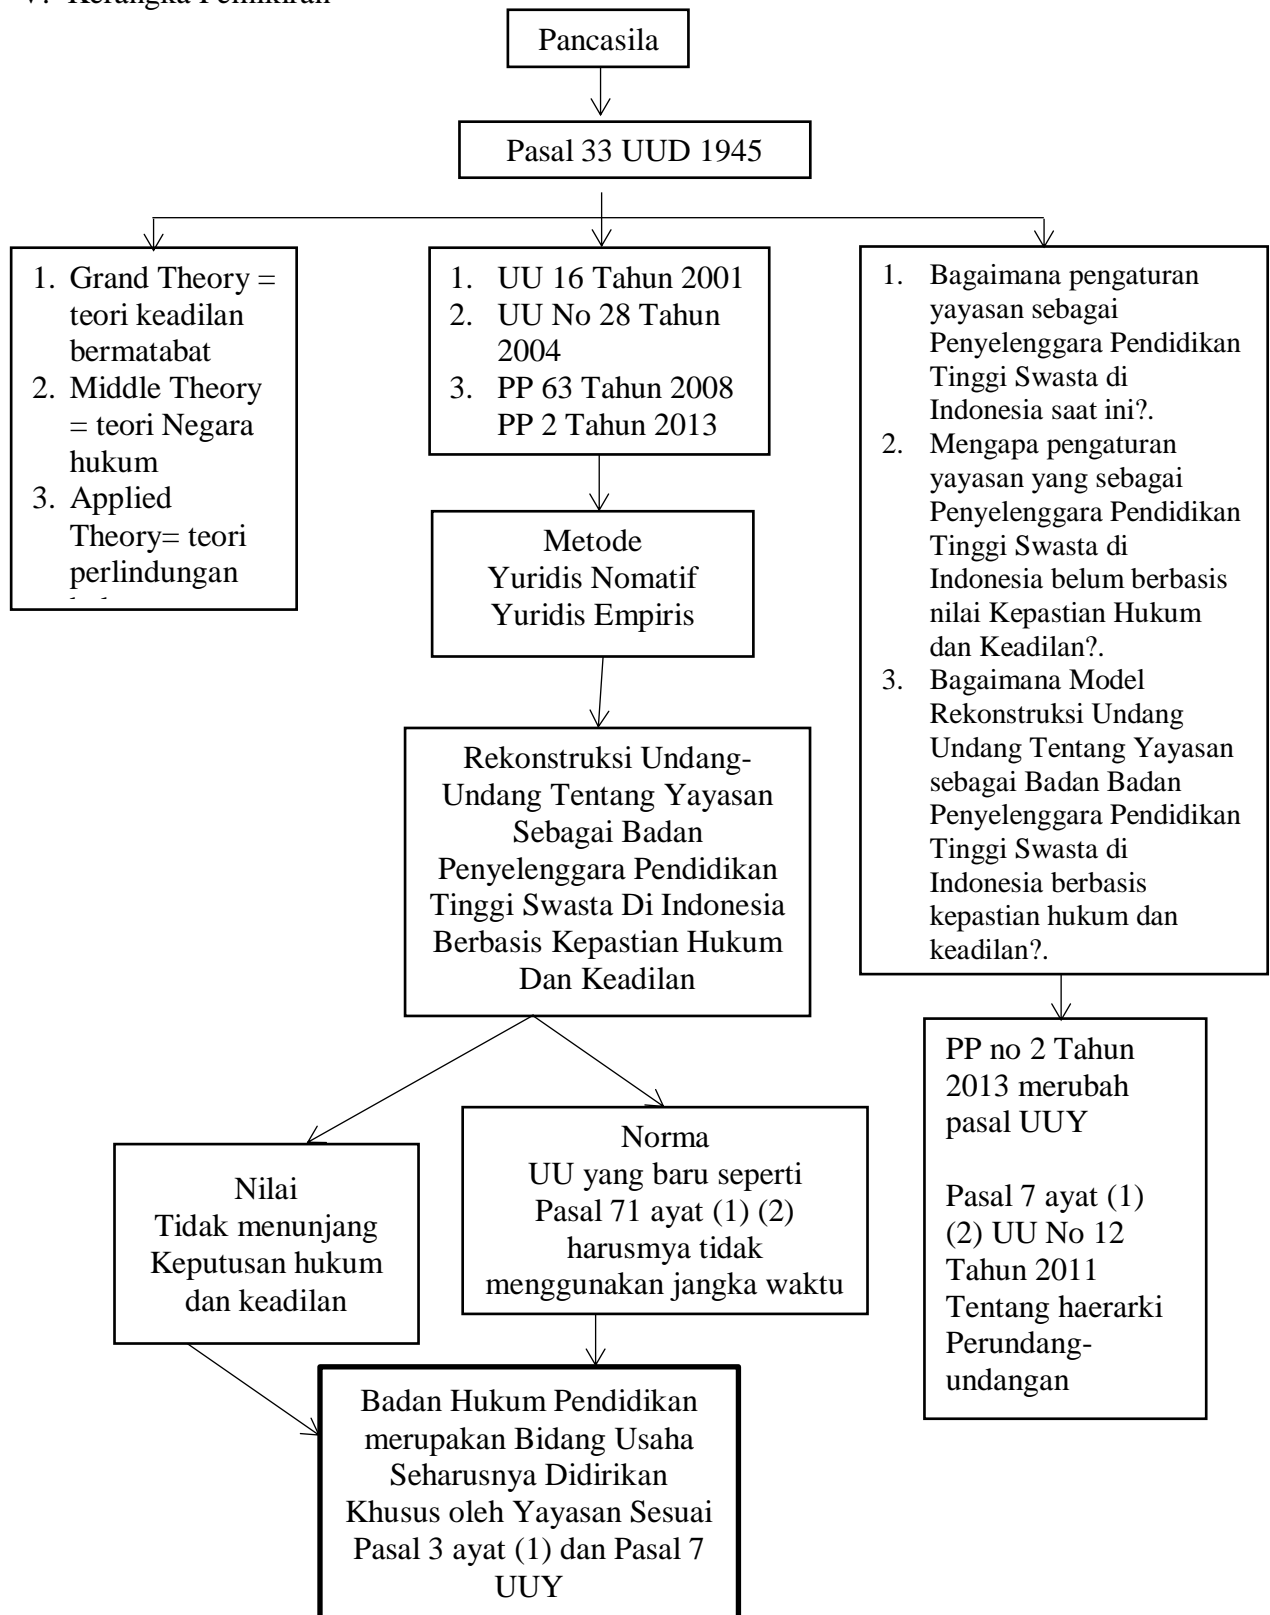 Pancasila
Pasal 33 UUD 1945
1. Grand Theory =
teori keadilan
bermatabat
2. Middle Theory
= teori Negara
hukum
3. Applied
Theory= teori
perlindungan
1. UU 16 Tahun 2001
2. UU No 28 Tahun
2004
3. PP 63 Tahun 2008
PP 2 Tahun 2013
1. Bagaimana pengaturan
yayasan sebagai
Penyelenggara Pendidikan
Tinggi Swasta di
Indonesia saat ini?.
2. Mengapa pengaturan
yayasan yang sebagai
Penyelenggara Pendidikan
Tinggi Swasta di
Indonesia belum berbasis
nilai Kepastian Hukum
dan Keadilan?.
3. Bagaimana Model
Rekonstruksi Undang
Undang Tentang Yayasan
sebagai Badan Badan
Penyelenggara Pendidikan
Tinggi Swasta di
Indonesia berbasis
kepastian hukum dan
keadilan?.
Metode
Yuridis Nomatif
Yuridis Empiris
Rekonstruksi Undang-
Undang Tentang Yayasan
Sebagai Badan
Penyelenggara Pendidikan
Tinggi Swasta Di Indonesia
Berbasis Kepastian Hukum
Dan Keadilan
PP no 2 Tahun
2013 merubah
pasal UUY
Pasal 7 ayat (1)
(2) UU No 12
Tahun 2011
Tentang haerarki
Perundang-
undangan
Nilai
Tidak menunjang
Keputusan hukum
dan keadilan
Norma
UU yang baru seperti
Pasal 71 ayat (1) (2)
harusmya tidak
menggunakan jangka waktu
Badan Hukum Pendidikan
merupakan Bidang Usaha
Seharusnya Didirikan
Khusus oleh Yayasan Sesuai
Pasal 3 ayat (1) dan Pasal 7
UUY